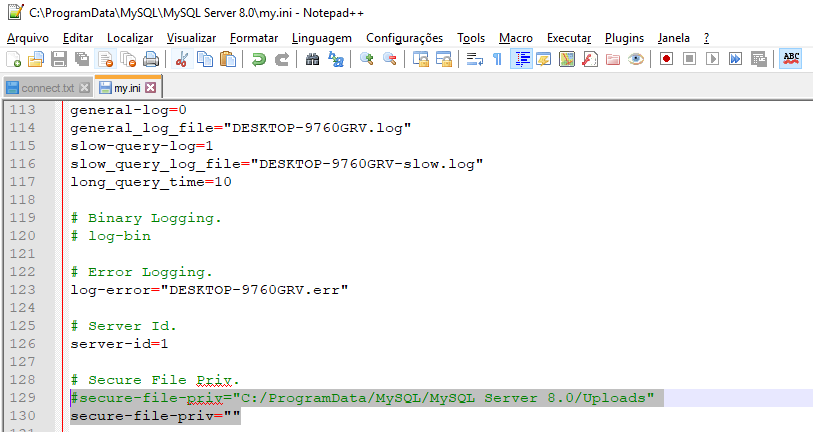 C:\ProgramData\MySQL\MySQL Server 8.0\my.ini - Notepad++
Arquivo Editar Localizar Visualizar Formatar Linguagem Configurações Tools Macro Executar Plugins Janela ?
ABC
connect.txt my.ini
113 general-log=0
114 general_log_file="DESKTOP-9760GRV.log"
115 slow-query-log=1
116 slow_query_log_file="DESKTOP-9760GRV-slow.log"
117 long_query_time=10
118
119 # Binary Logging.
120 # log-bin
121
122 # Error Logging.
123 log-error="DESKTOP-9760GRV.err"
124
125 # Server Id.
126 server-id=1
127
128 # Secure File Priv.
129 #secure-file-priv="C:/ProgramData/MySQL/MySQL Server 8.0/Uploads"
130 secure-file-priv=""